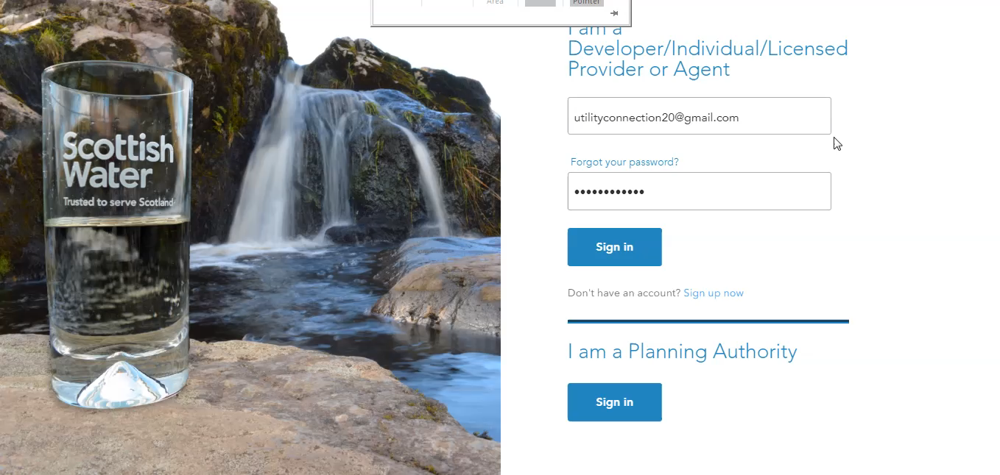 Area
Pointer
I am a
Developer/Individual/Licensed
Provider or Agent
utilityconnection20@gmail.com
Forgot your password?
••••••••••••
Sign in
Don't have an account? Sign up now
I am a Planning Authority
Sign in
Scottish
Water
Trusted to serve Scotland